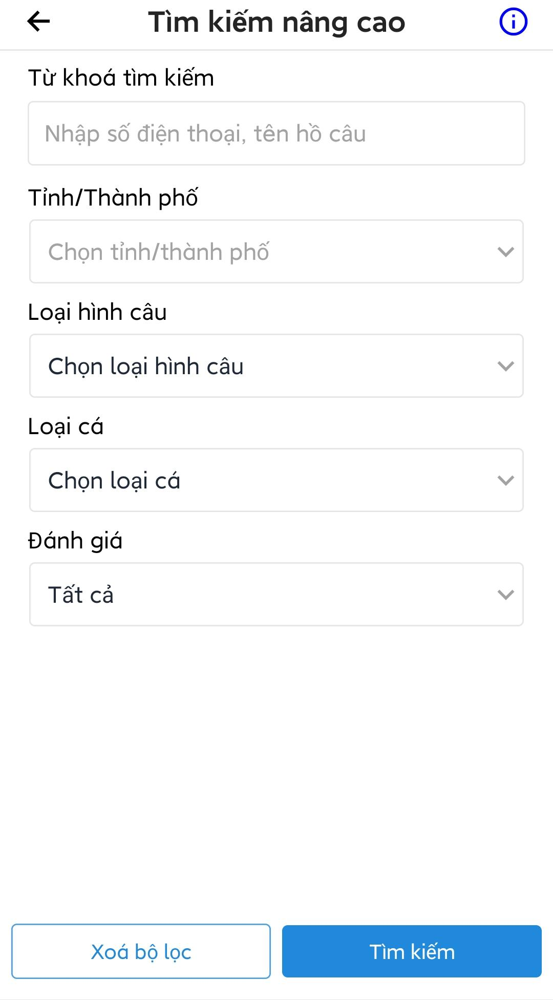 Tìm kiếm nâng cao
Từ khoá tìm kiếm
Nhập số điện thoại, tên hồ câu
Tỉnh/Thành phố
Chọn tỉnh/thành phố
Loại hình câu
Chọn loại hình câu
Loại cá
Chọn loại cá
Đánh giá
Tất cả
Xoá bộ lọc
Tìm kiếm